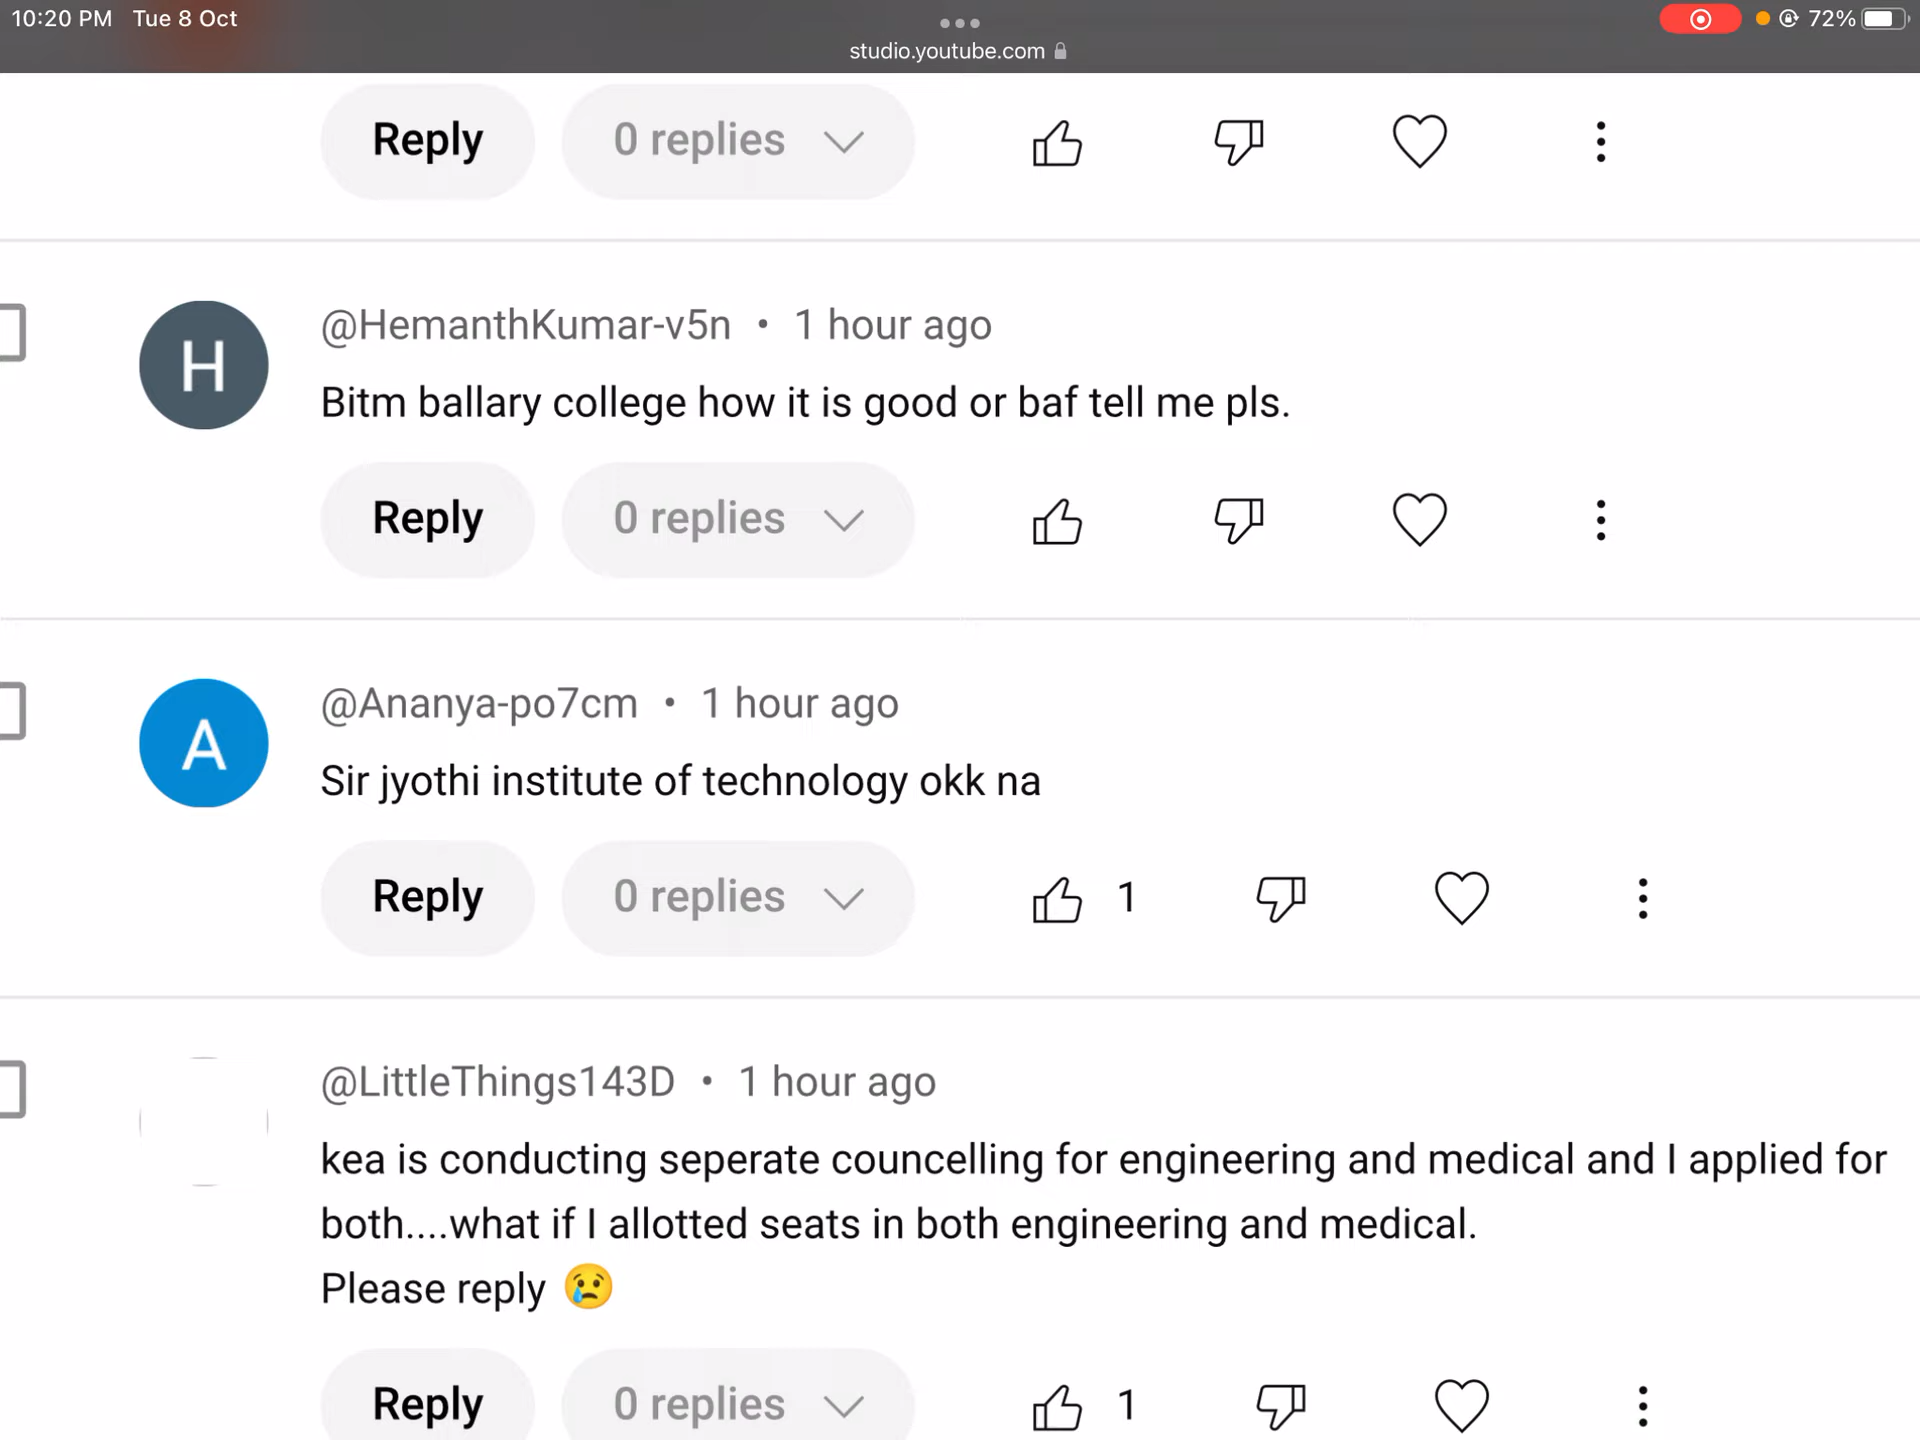 10:20 PM Tue 8 Oct
72%
studio.youtube.com
Reply 0 replies
@HemanthKumar-v5n • 1 hour ago
H
Bitm ballary college how it is good or baf tell me pls.
Reply 0 replies
@Ananya-po7cm • 1 hour ago
A
Sir jyothi institute of technology okk na
Reply 0 replies 1
@LittleThings143D • 1 hour ago
kea is conducting seperate councelling for engineering and medical and I applied for
both....what if I allotted seats in both engineering and medical.
Please reply 😢
Reply 0 replies 1